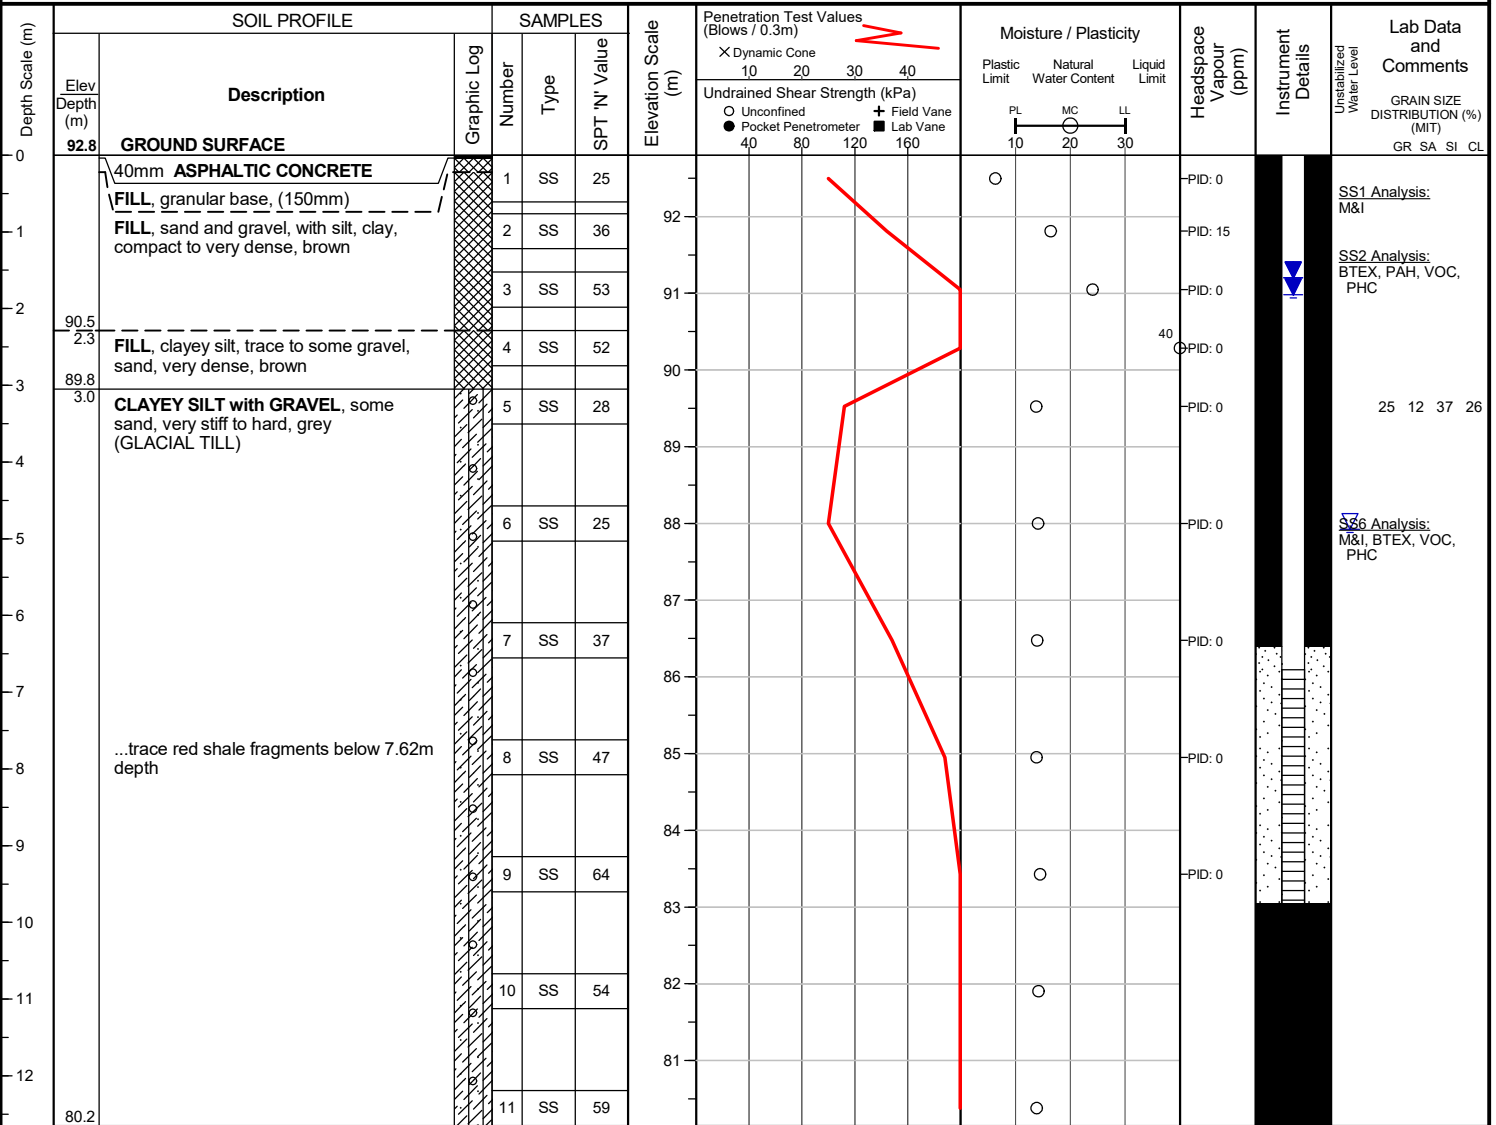 SOIL PROFILE
SAMPLES
Depth Scale (m)
Elev
Depth
(m)
Description
Graphic Log
Number
Type
SPT 'N' Value
Elevation Scale
(m)
Penetration Test Values
(Blows / 0.3m)
× Dynamic Cone
10 20 30 40
Undrained Shear Strength (kPa)
Unconfined
Field Vane
Pocket Penetrometer
Lab Vane
40 80 120 160
Moisture / Plasticity
Plastic
Limit
Natural
Water Content
Liquid
Limit
PL MC LL
10 20 30
Headspace
Vapour
(ppm)
Instrument
Details
Unstabilized
Water Level
Lab Data
and
Comments
GRAIN SIZE
DISTRIBUTION (%)
(MIT)
GR SA SI CL
92.8 GROUND SURFACE
0
40mm ASPHALTIC CONCRETE
1 SS 25
PID: 0
SS1 Analysis:
M&I
FILL, granular base, (150mm)
92
FILL, sand and gravel, with silt, clay,
compact to very dense, brown
1
2 SS 36
PID: 15
SS2 Analysis:
BTEX, PAH, VOC,
PHC
3 SS 53
91
PID: 0
2
90.5
2.3
FILL, clayey silt, trace to some gravel,
sand, very dense, brown
4 SS 52
40
PID: 0
90
3
89.8
3.0
CLAYEY SILT with GRAVEL, some
sand, very stiff to hard, grey
(GLACIAL TILL)
5 SS 28
PID: 0
25 12 37 26
89
4
6 SS 25
88
PID: 0
SS6 Analysis:
M&I, BTEX, VOC,
PHC
5
87
6
7 SS 37
PID: 0
86
7
...trace red shale fragments below 7.62m
depth
8 SS 47
85
PID: 0
8
84
9
9 SS 64
PID: 0
83
10
10 SS 54
82
11
81
12
11 SS 59
80.2